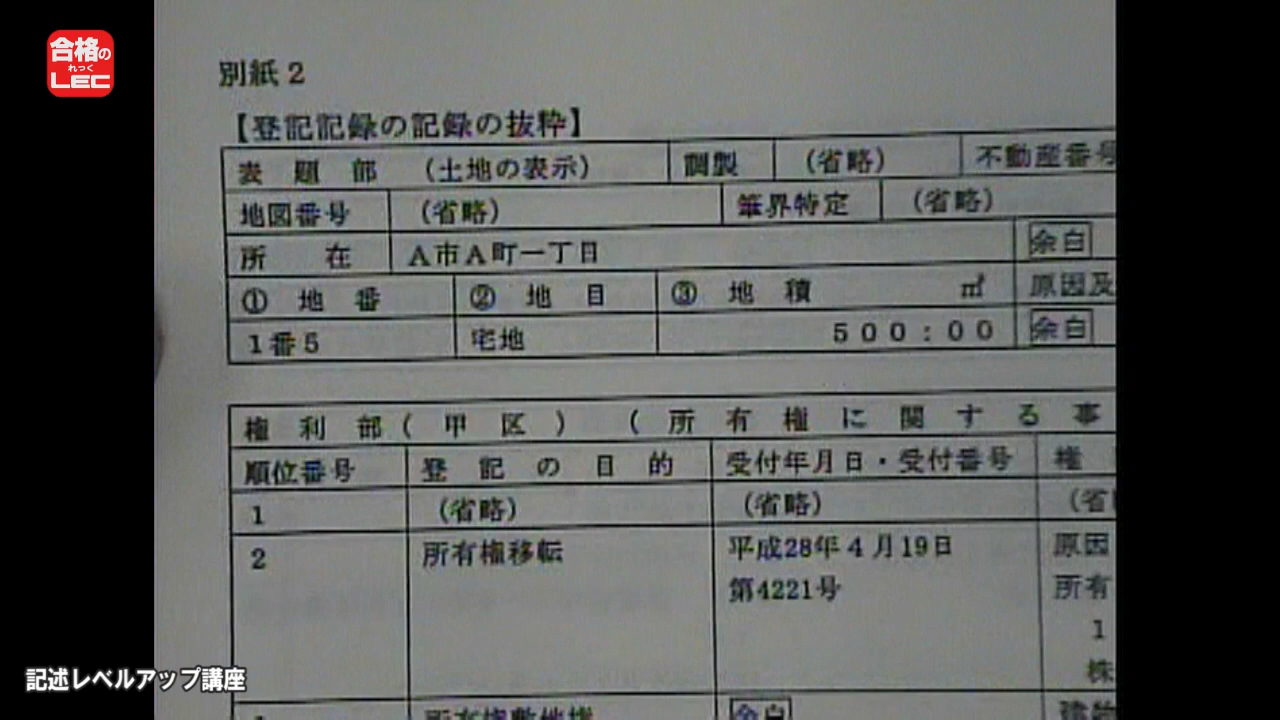 合格の
れっく
LEC
別紙2
【登記記録の記録の抜粋】
表題部 (土地の表示) 調製 (省略) 不動産番号
地図番号 (省略) 筆界特定 (省略)
所在 A市A町一丁目 余白
① 地番 ② 地目 ③ 地積 ㎡ 原因及
1番5 宅地 500:00 余白
権利部(甲区) (所有権に関する事
順位番号 登記の目的 受付年月日・受付番号 権
1 (省略) (省略) (省
2 所有権移転 平成28年4月19日 原因
第4221号 所有
1
株
余白
記述レベルアップ講座